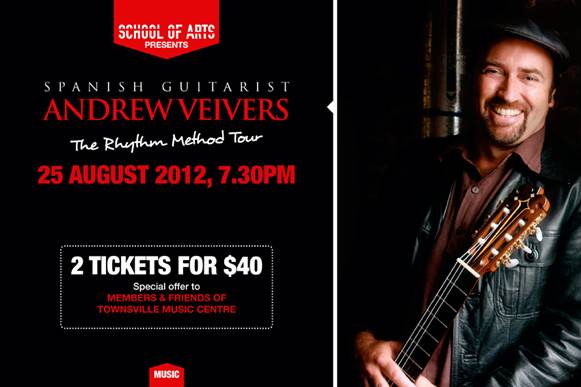 SCHOOL OF ARTS
PRESENTS
SPANISH GUITARIST
ANDREW VEIVERS
The Rhythm Method Tour
25 AUGUST 2012, 7.30PM
2 TICKETS FOR $40
Special offer to
MEMBERS & FRIENDS OF
TOWNSVILLE MUSIC CENTRE
MUSIC